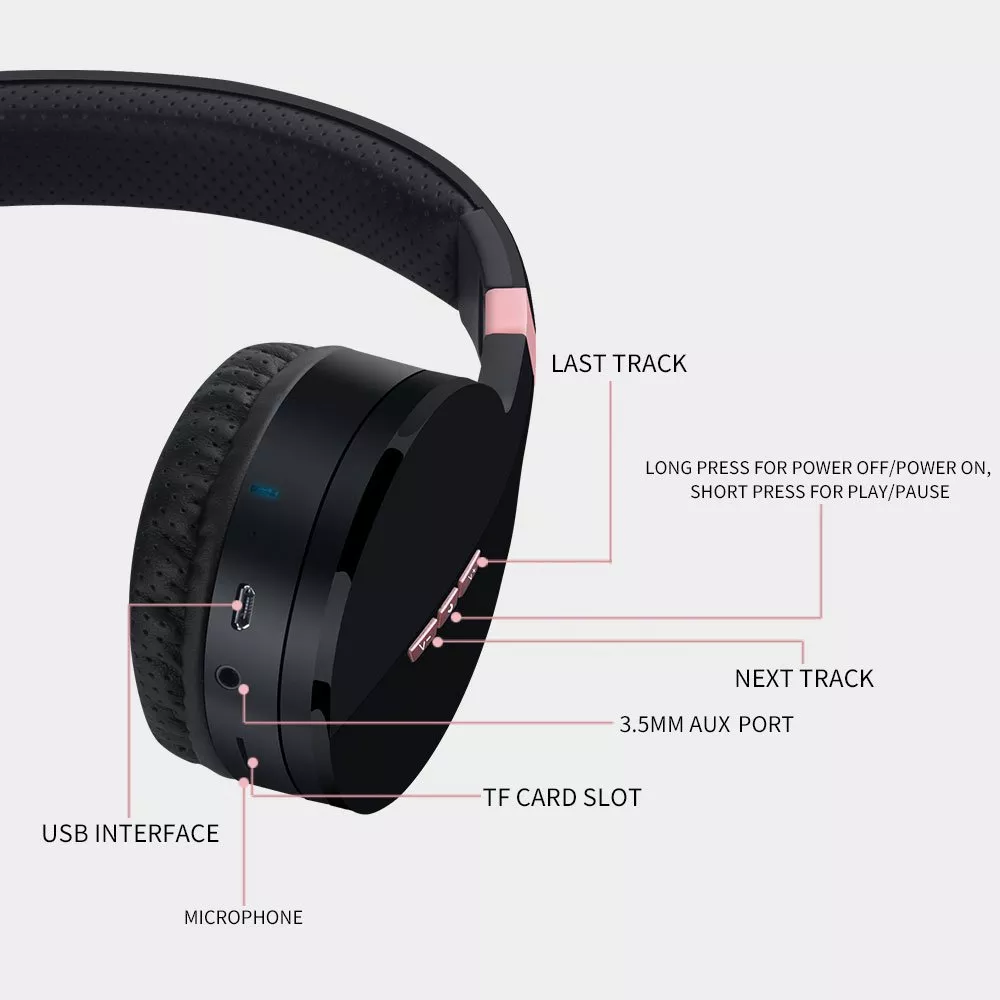 LAST TRACK
LONG PRESS FOR POWER OFF/POWER ON,
SHORT PRESS FOR PLAY/PAUSE
NEXT TRACK
3.5MM AUX PORT
TF CARD SLOT
USB INTERFACE
MICROPHONE